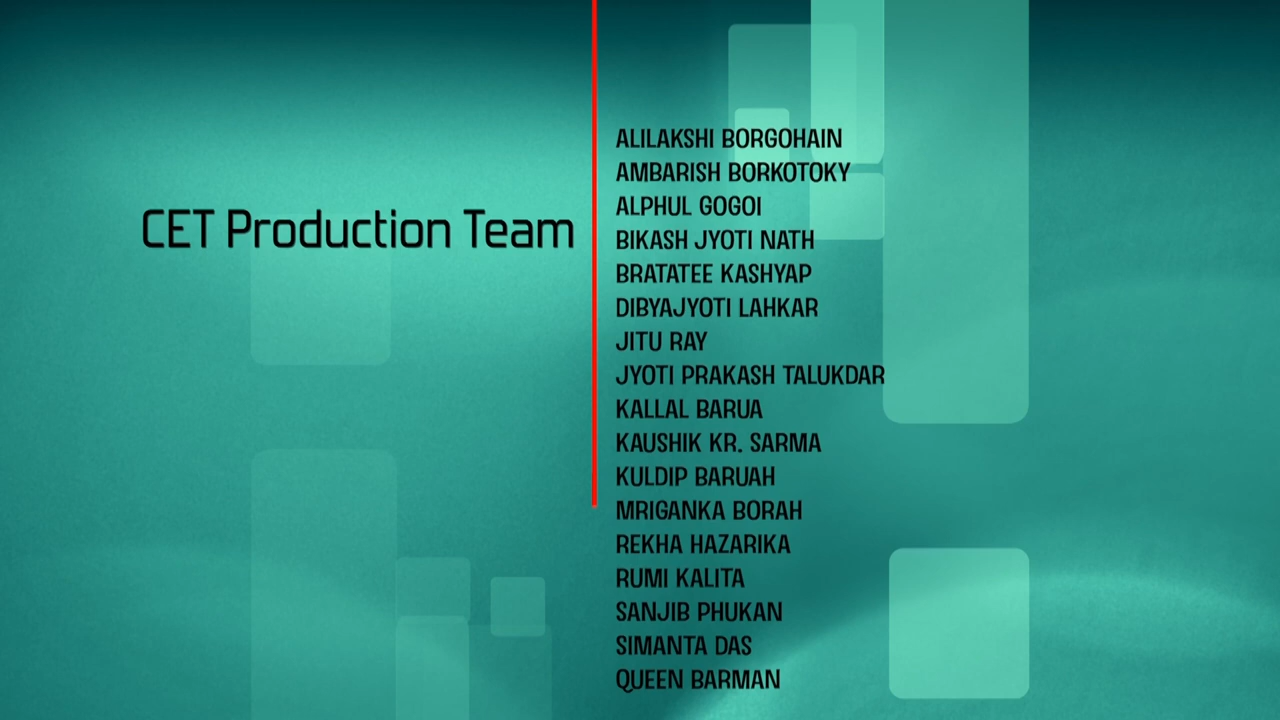 CET Production Team
ALILAKSHI BORGOHAIN
AMBARISH BORKOTOKY
ALPHUL GOGOI
BIKASH JYOTI NATH
BRATATEE KASHYAP
DIBYAJYOTI LAHKAR
JITU RAY
JYOTI PRAKASH TALUKDAR
KALLAL BARUA
KAUSHIK KR. SARMA
KULDIP BARUAH
MRIGANKA BORAH
REKHA HAZARIKA
RUMI KALITA
SANJIB PHUKAN
SIMANTA DAS
QUEEN BARMAN